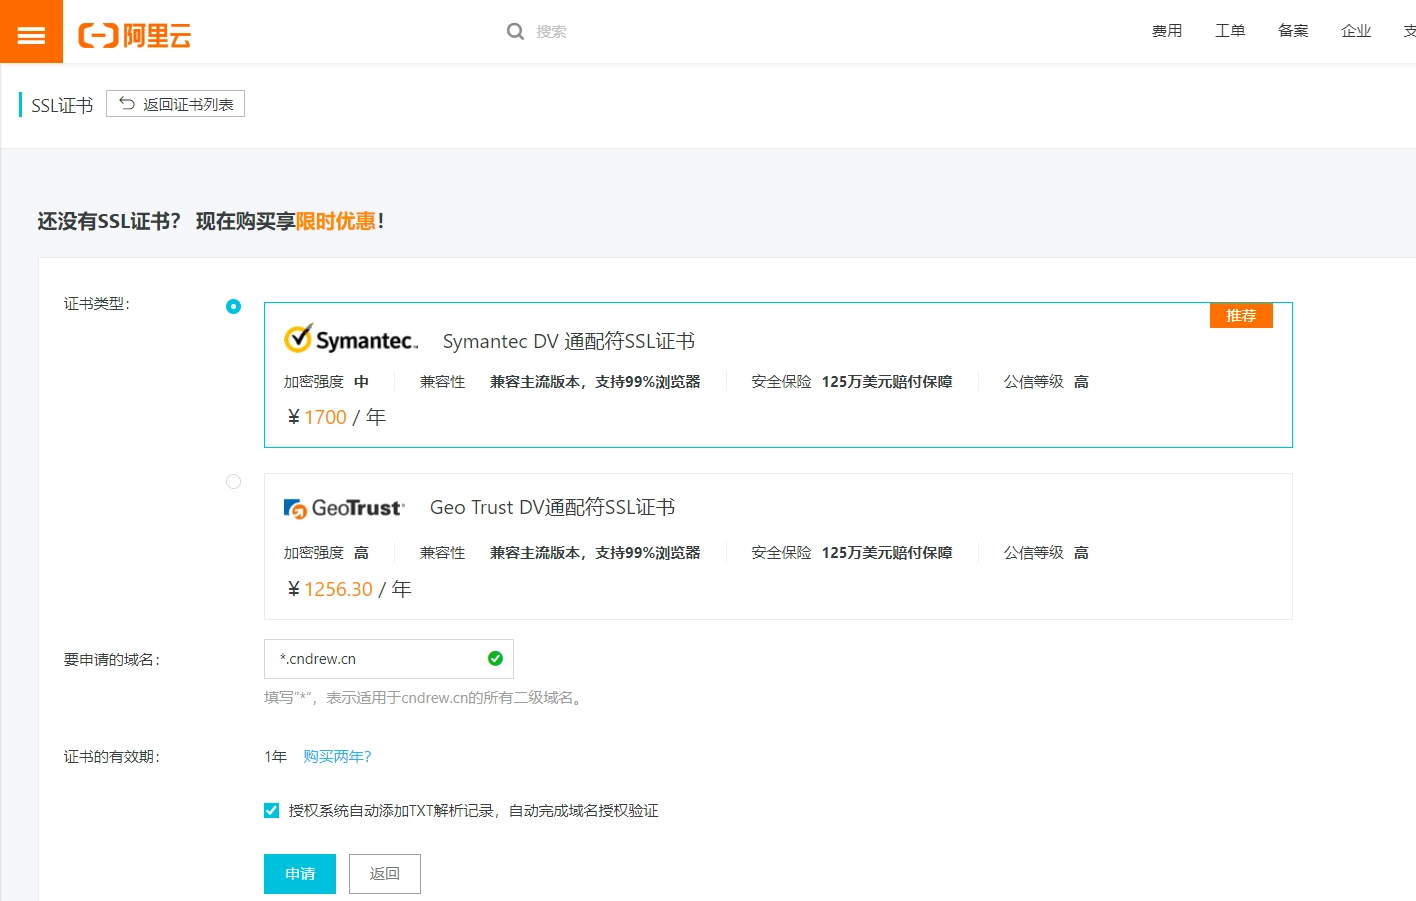 阿里云
搜索
费用 工单 备案 企业 支
SSL证书 返回证书列表
还没有SSL证书？ 现在购买享限时优惠！
证书类型：
推荐
Symantec. Symantec DV 通配符SSL证书
加密强度 中 兼容性 兼容主流版本，支持99%浏览器 安全保险 125万美元赔付保障 公信等级 高
¥ 1700 / 年
GeoTrust Geo Trust DV通配符SSL证书
加密强度 高 兼容性 兼容主流版本，支持99%浏览器 安全保险 125万美元赔付保障 公信等级 高
¥ 1256.30 / 年
要申请的域名： *.cndrew.cn
填写"*"，表示适用于cndrew.cn的所有二级域名。
证书的有效期： 1年 购买两年?
授权系统自动添加TXT解析记录，自动完成域名授权验证
申请 返回